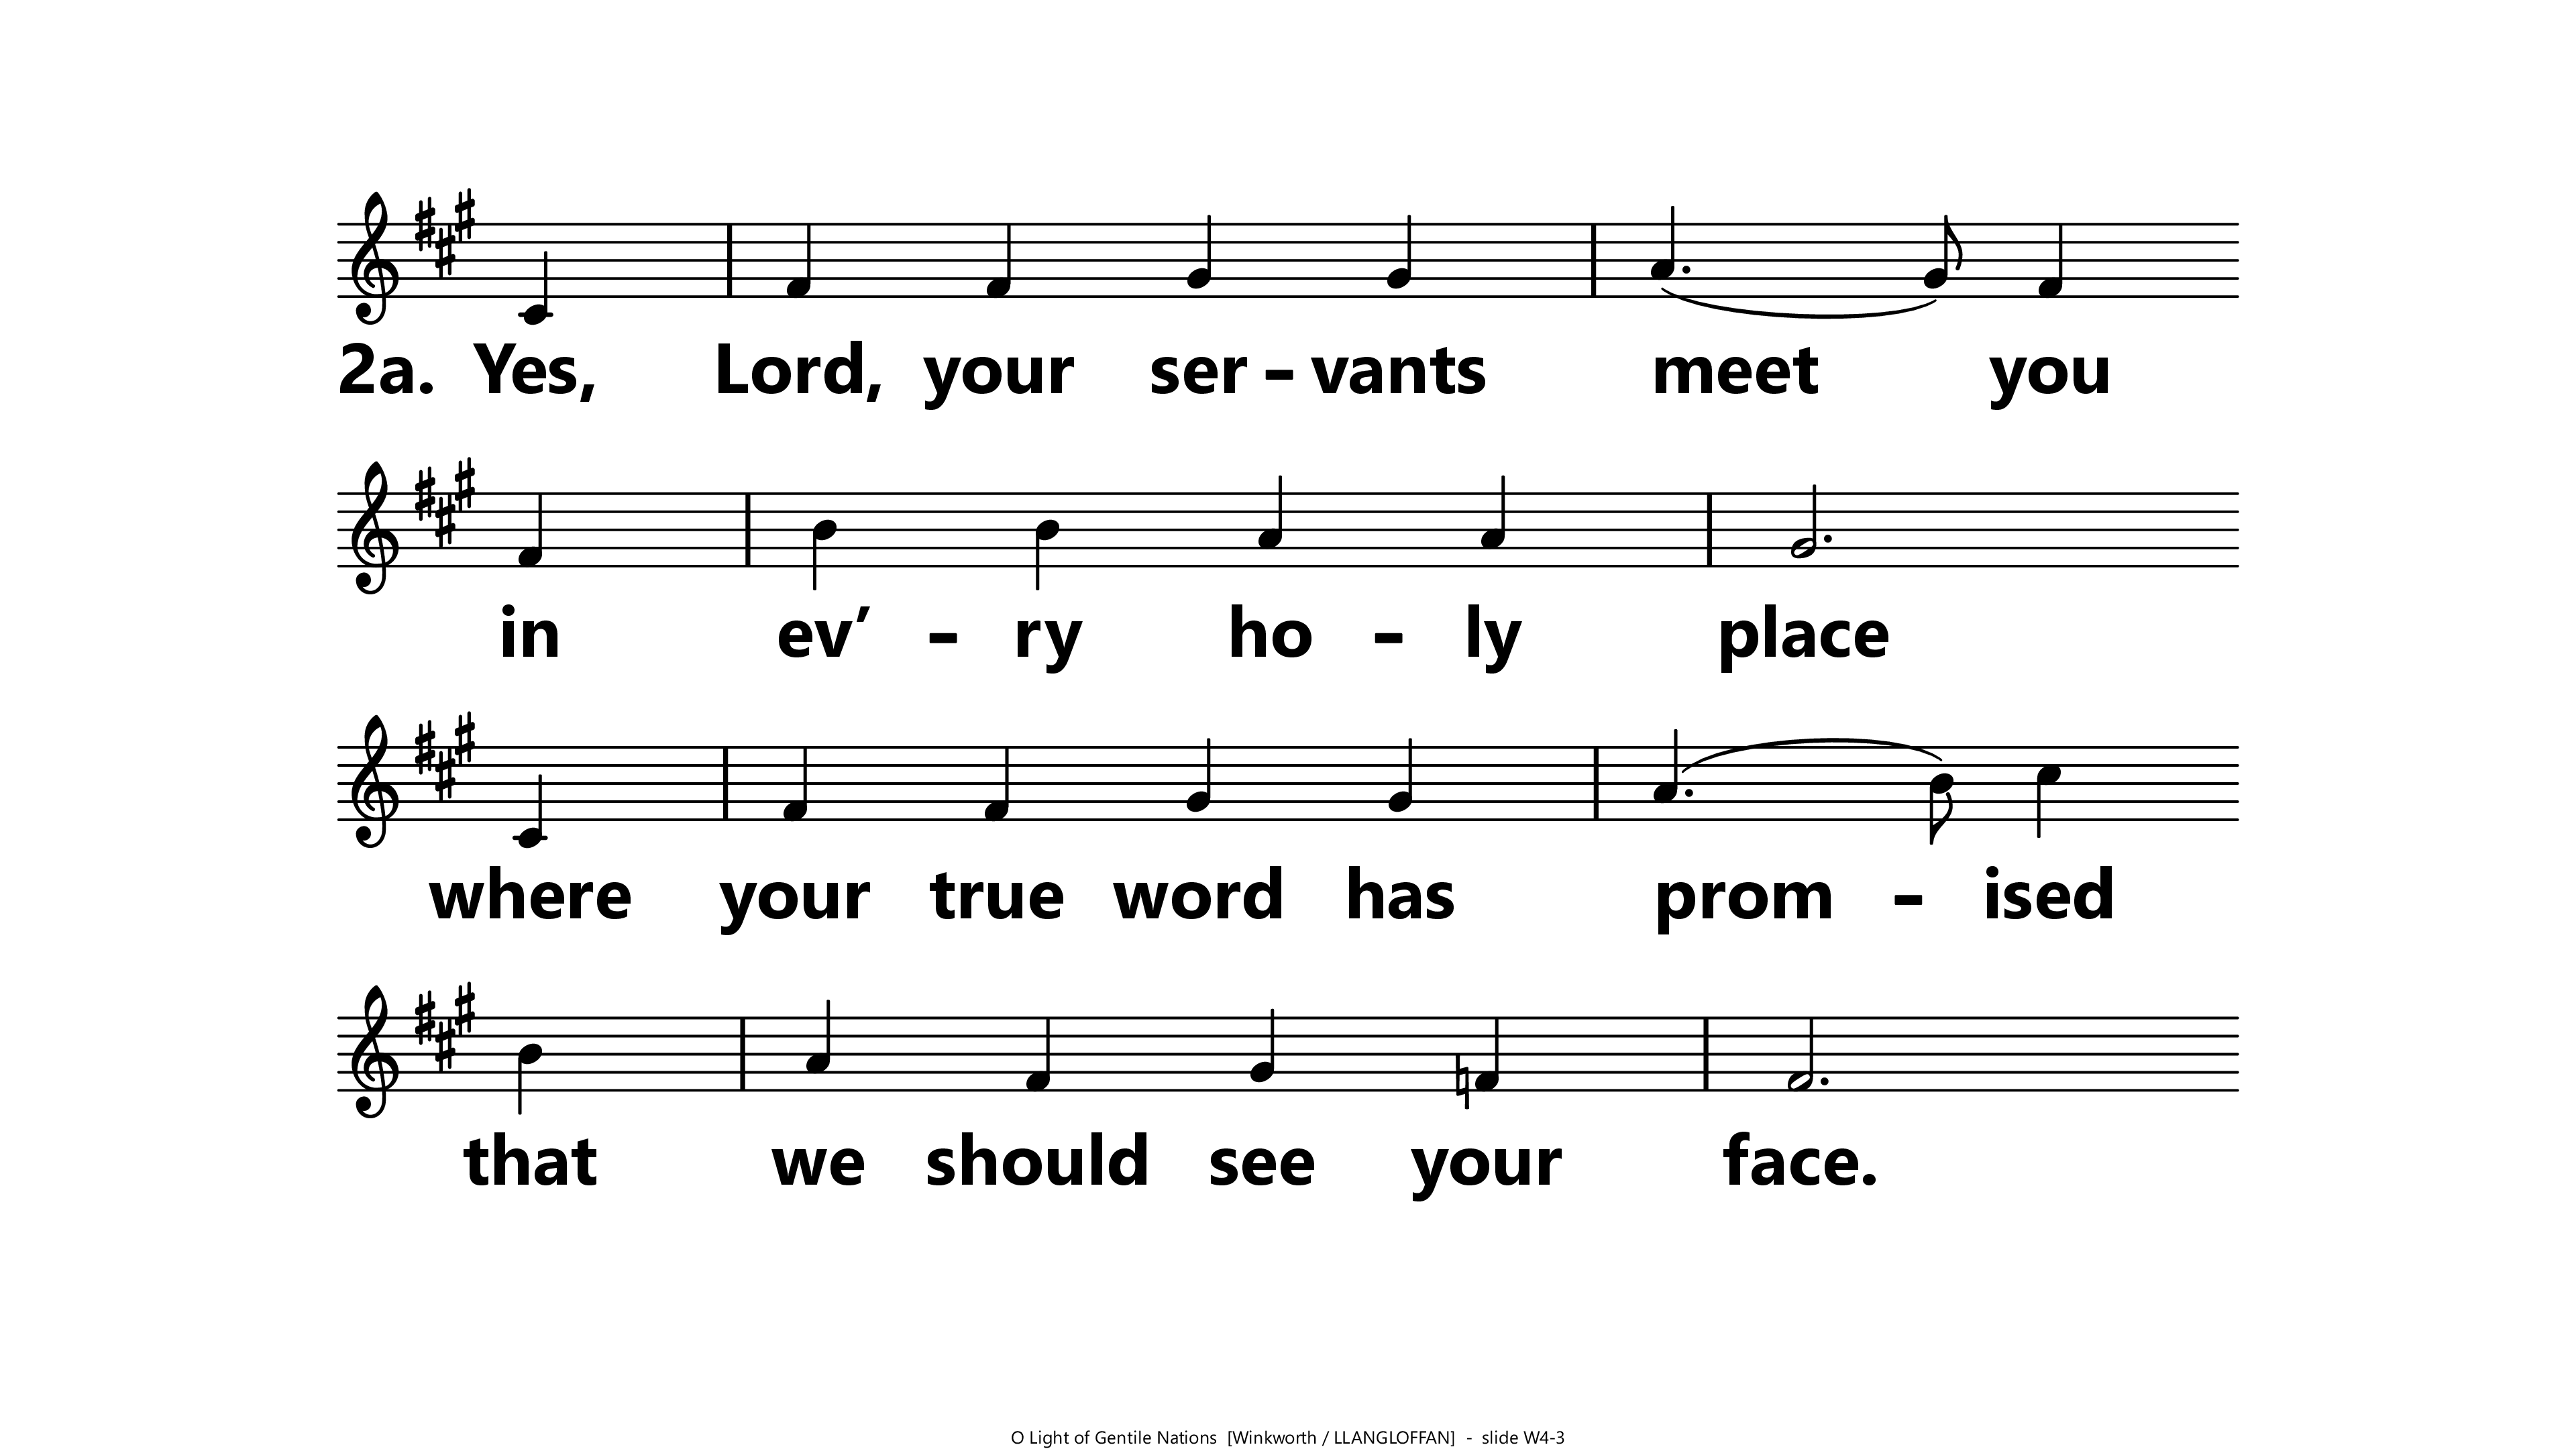 2a. Yes, Lord, your ser - vants meet you
in ev’ - ry ho - ly place
where your true word has prom - ised
that we should see your face.
O Light of Gentile Nations [Winkworth / LLANGLOFFAN] - slide W4-3